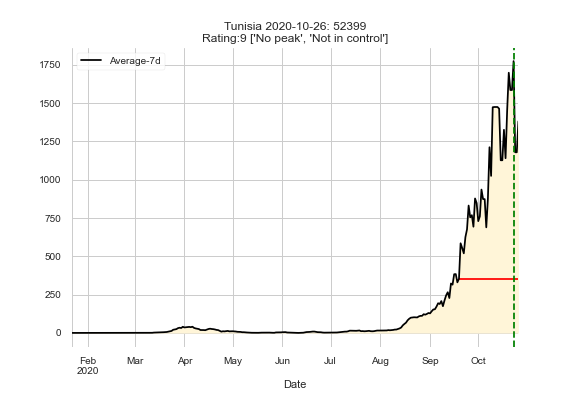 Tunisia 2020-10-26: 52399
Rating:9 ['No peak', 'Not in control']
Average-7d
1750
1500
1250
1000
750
500
250
0
Feb Mar Apr May Jun Jul Aug Sep Oct
2020
Date